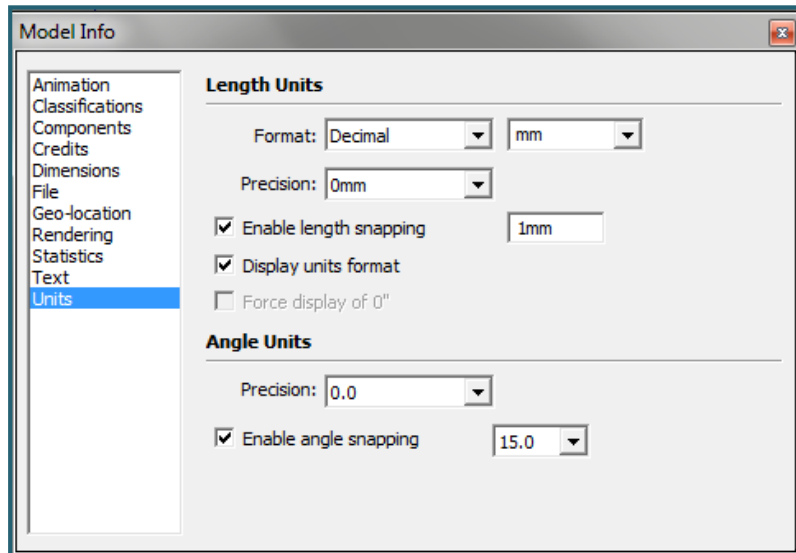 Model Info
Animation
Classifications
Components
Credits
Dimensions
File
Geo-location
Rendering
Statistics
Text
Units
Length Units
Format: Decimal mm
Precision: 0mm
Enable length snapping 1mm
Display units format
Force display of 0"
Angle Units
Precision: 0.0
Enable angle snapping 15.0